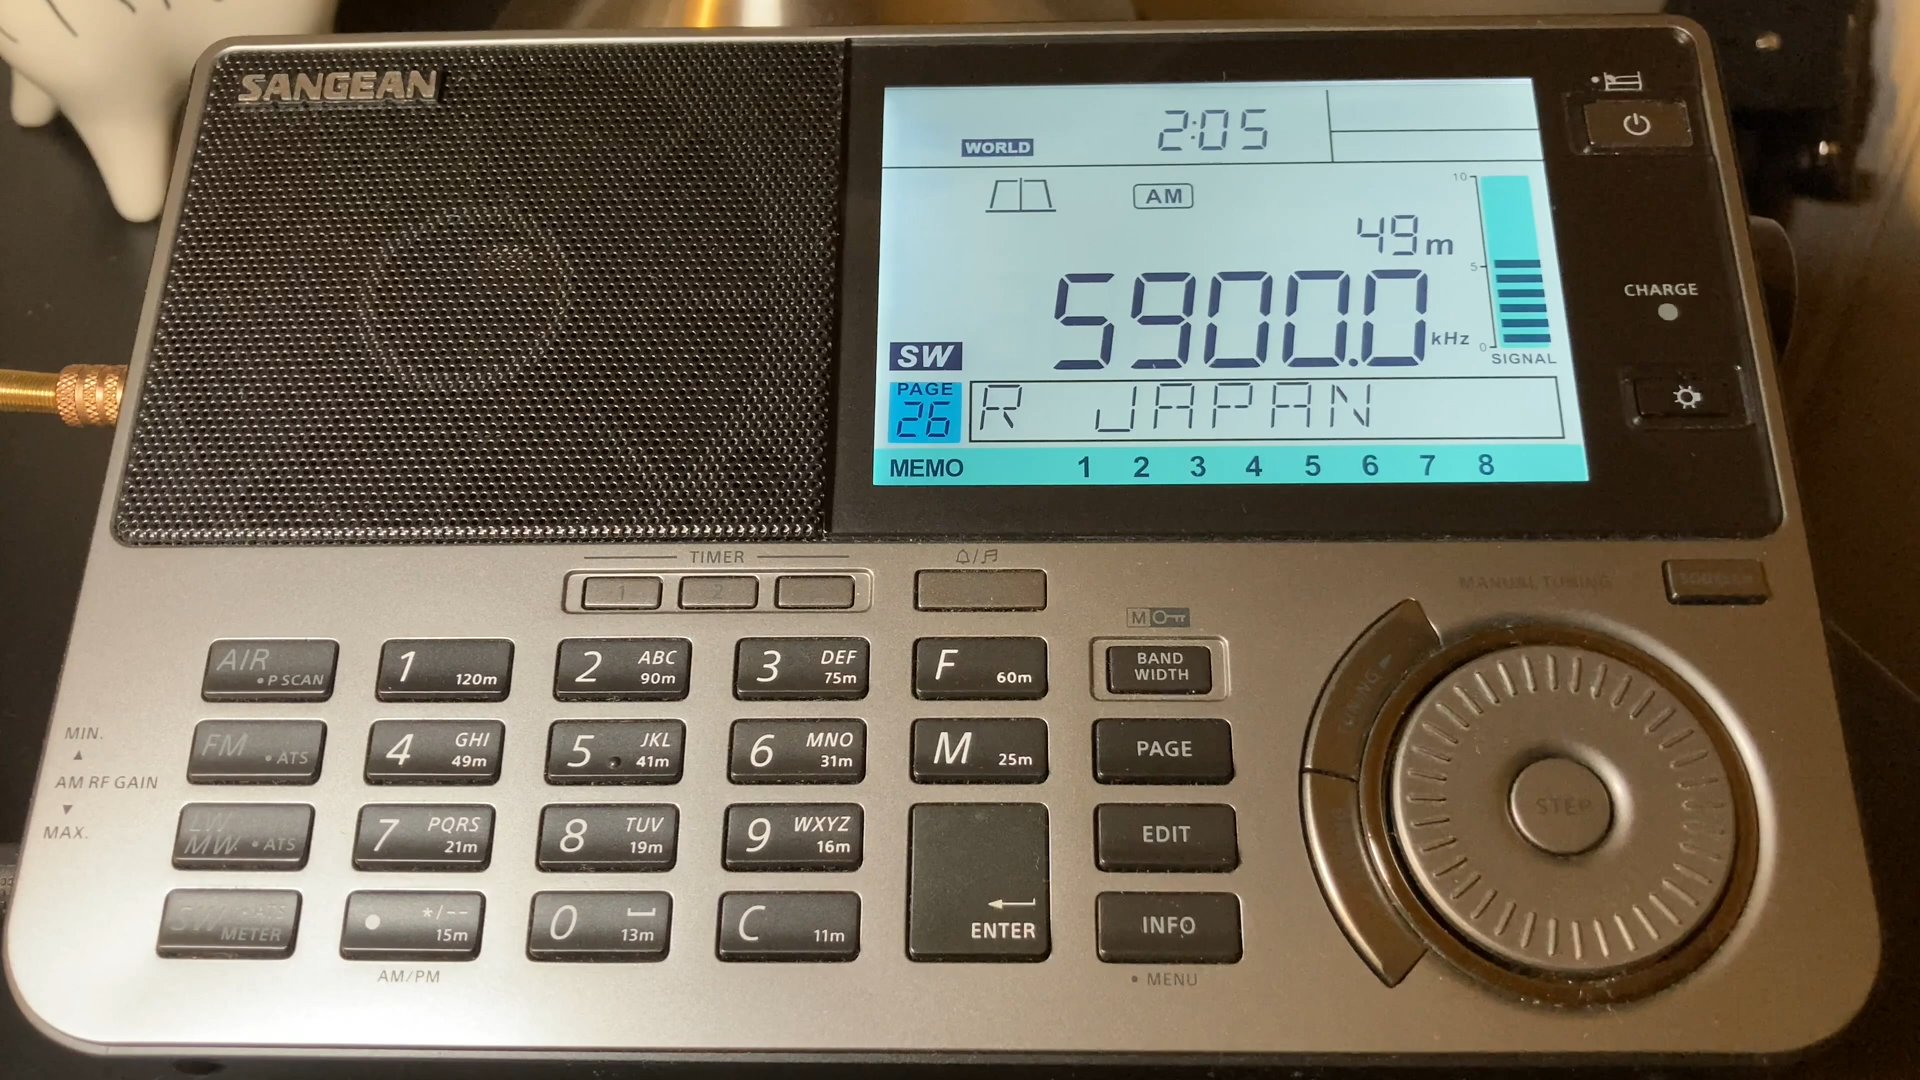 SANGEAN
WORLD
2:05
AM
49 m
5900.0 kHz
10
5
0
SIGNAL
SW
PAGE
26
R JAPAN
MEMO 1 2 3 4 5 6 7 8
CHARGE
TIMER
1 2
MANUAL TUNING
M
AIR • P SCAN
1 120m
2 ABC 90m
3 DEF 75m
F 60m
BAND WIDTH
MIN.
AM RF GAIN
MAX.
FM • ATS
4 GHI 49m
5 JKL 41m
6 MNO 31m
M 25m
PAGE
TUNING
LW
MW • ATS
7 PQRS 21m
8 TUV 19m
9 WXYZ 16m
ENTER
EDIT
STEP
SW • ATS
METER
• */-- 15m
0 13m
C 11m
INFO
AM/PM
• MENU